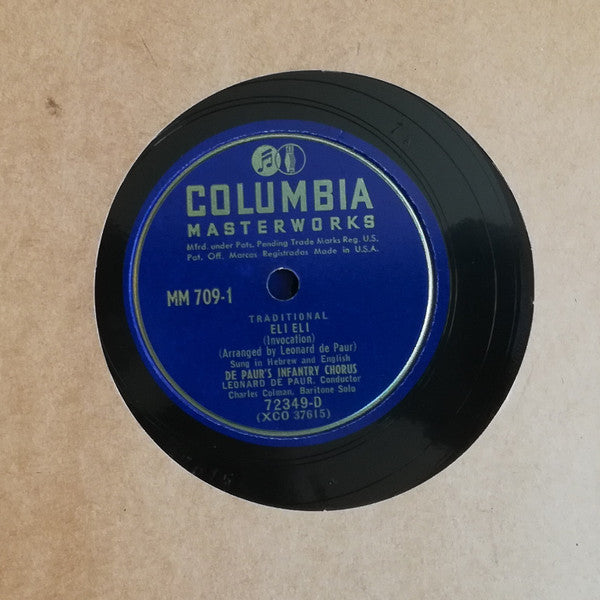 COLUMBIA
MASTERWORKS
Mfrd. under Pats. Pending Trade Marks Reg. U.S.
Pat. Off. Marcas Registradas Made in U.S.A.
MM 709-1
TRADITIONAL
ELI ELI
(Invocation)
(Arranged by Leonard de Paur)
Sung in Hebrew and English
DE PAUR'S INFANTRY CHORUS
LEONARD DE PAUR, Conductor
Charles Colman, Baritone Solo
72349-D
(XCO 37615)